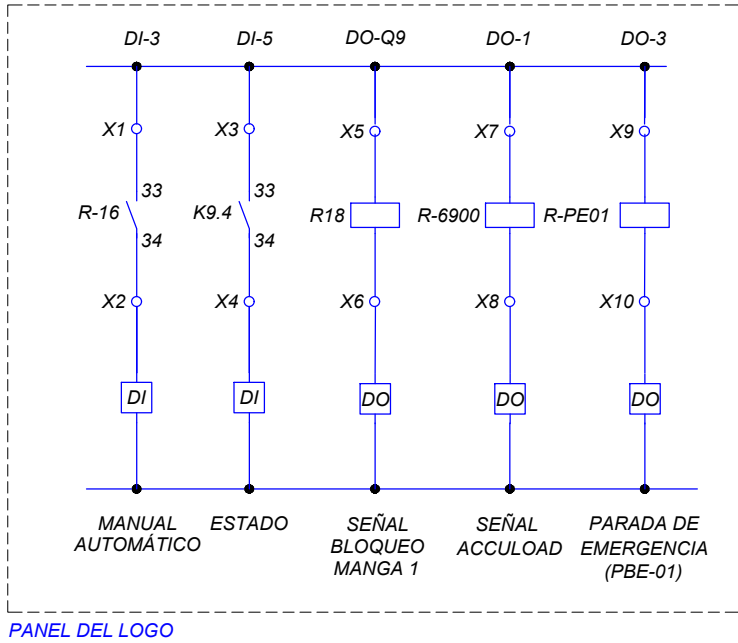 DI-3 DI-5 DO-Q9 DO-1 DO-3
X1 X3 X5 X7 X9
33 33
R-16 K9.4 R18 R-6900 R-PE01
34 34
X2 X4 X6 X8 X10
DI DI DO DO DO
MANUAL ESTADO SEÑAL SEÑAL PARADA DE
AUTOMÁTICO BLOQUEO ACCULOAD EMERGENCIA
MANGA 1 (PBE-01)
PANEL DEL LOGO